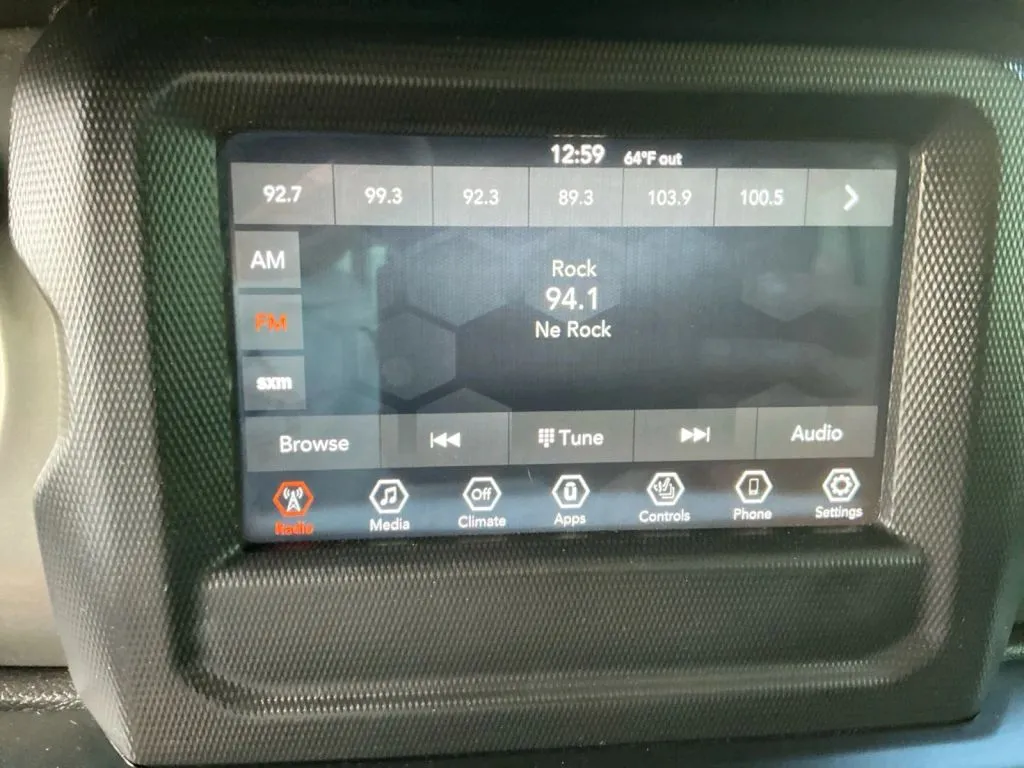 12:59 64°F out
92.7 99.3 92.3 89.3 103.9 100.5
AM
FM
sxm
Rock
94.1
Ne Rock
Browse Tune Audio
Radio Media Off Climate Apps Controls Phone Settings